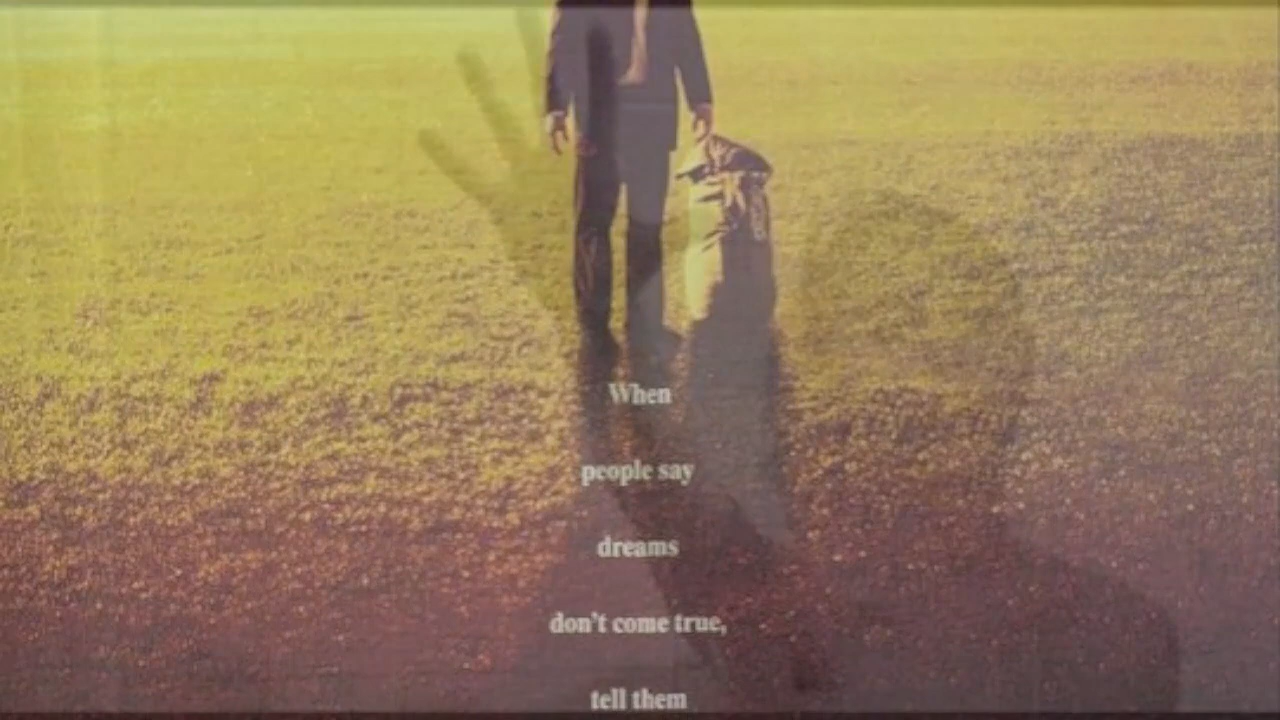 When
people say
dreams
don't come true,
tell them